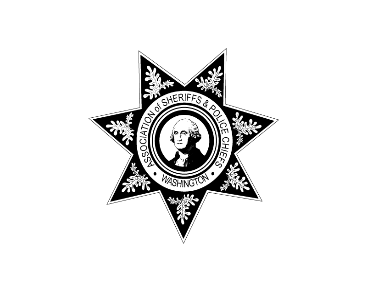 ASSOCIATION of SHERIFFS & POLICE CHIEFS
• WASHINGTON •